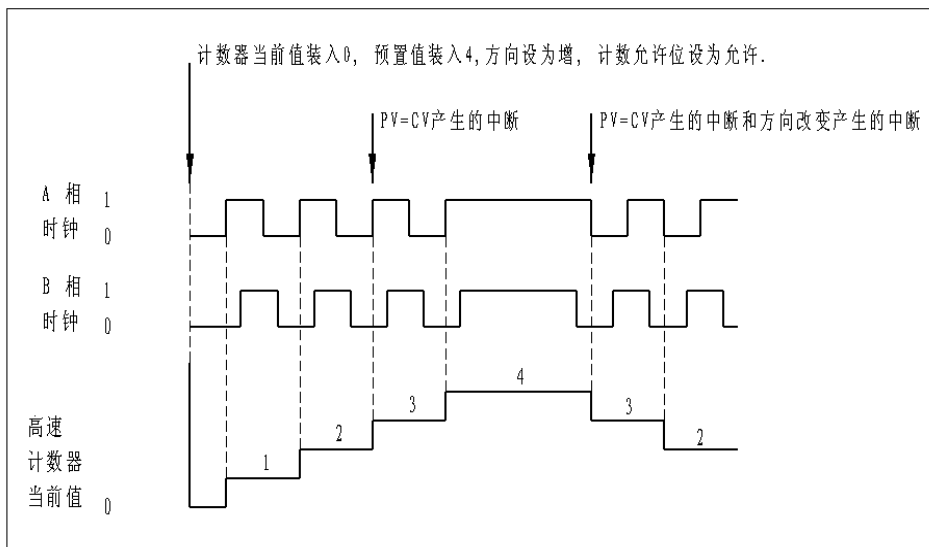 计数器当前值装入0, 预置值装入4,方向设为增, 计数允许位设为允许.
PV=CV产生的中断
PV=CV产生的中断和方向改变产生的中断
A 相 1
时钟 0
B 相 1
时钟 0
4
3
3
2
2
1
高速
计数器
当前值 0